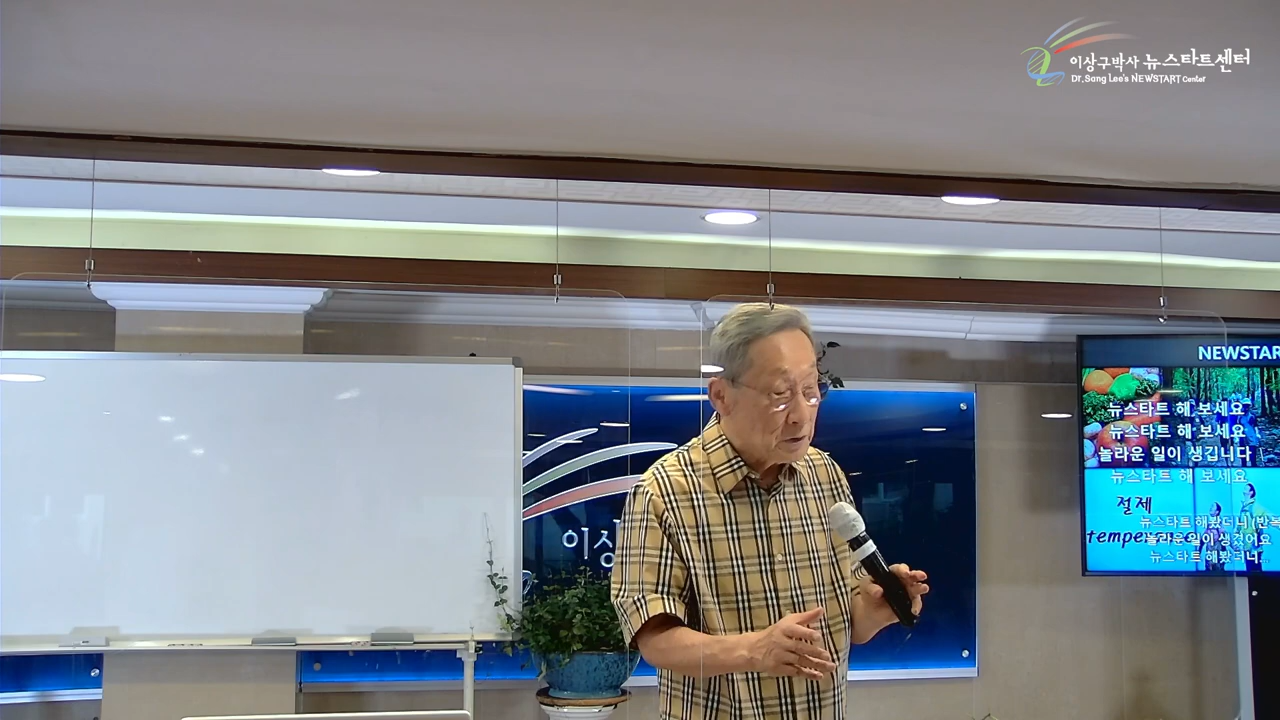 이상구박사 뉴스타트센터
Dr. Sang Lee's NEWSTART Center
NEWSTAR
뉴스타트 해 보세요
뉴스타트 해 보세요
놀라운 일이 생깁니다
뉴스타트 해 보세요
절제
뉴스타트 해봤더니 (반복
놀라운 일이 생겼어요
뉴스타트 해봤더니...
이상